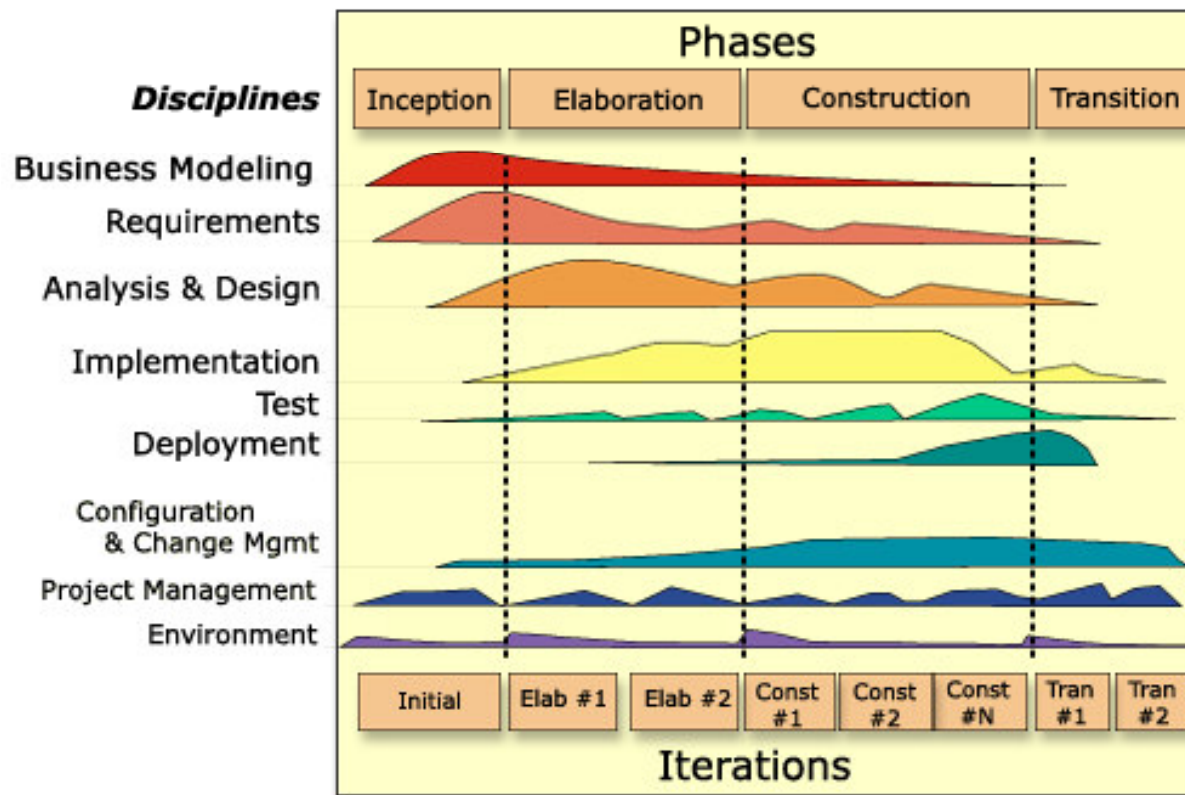 Phases
Disciplines Inception Elaboration Construction Transition
Business Modeling
Requirements
Analysis & Design
Implementation
Test
Deployment
Configuration
& Change Mgmt
Project Management
Environment
Initial Elab #1 Elab #2 Const #1 Const #2 Const #N Tran #1 Tran #2
Iterations